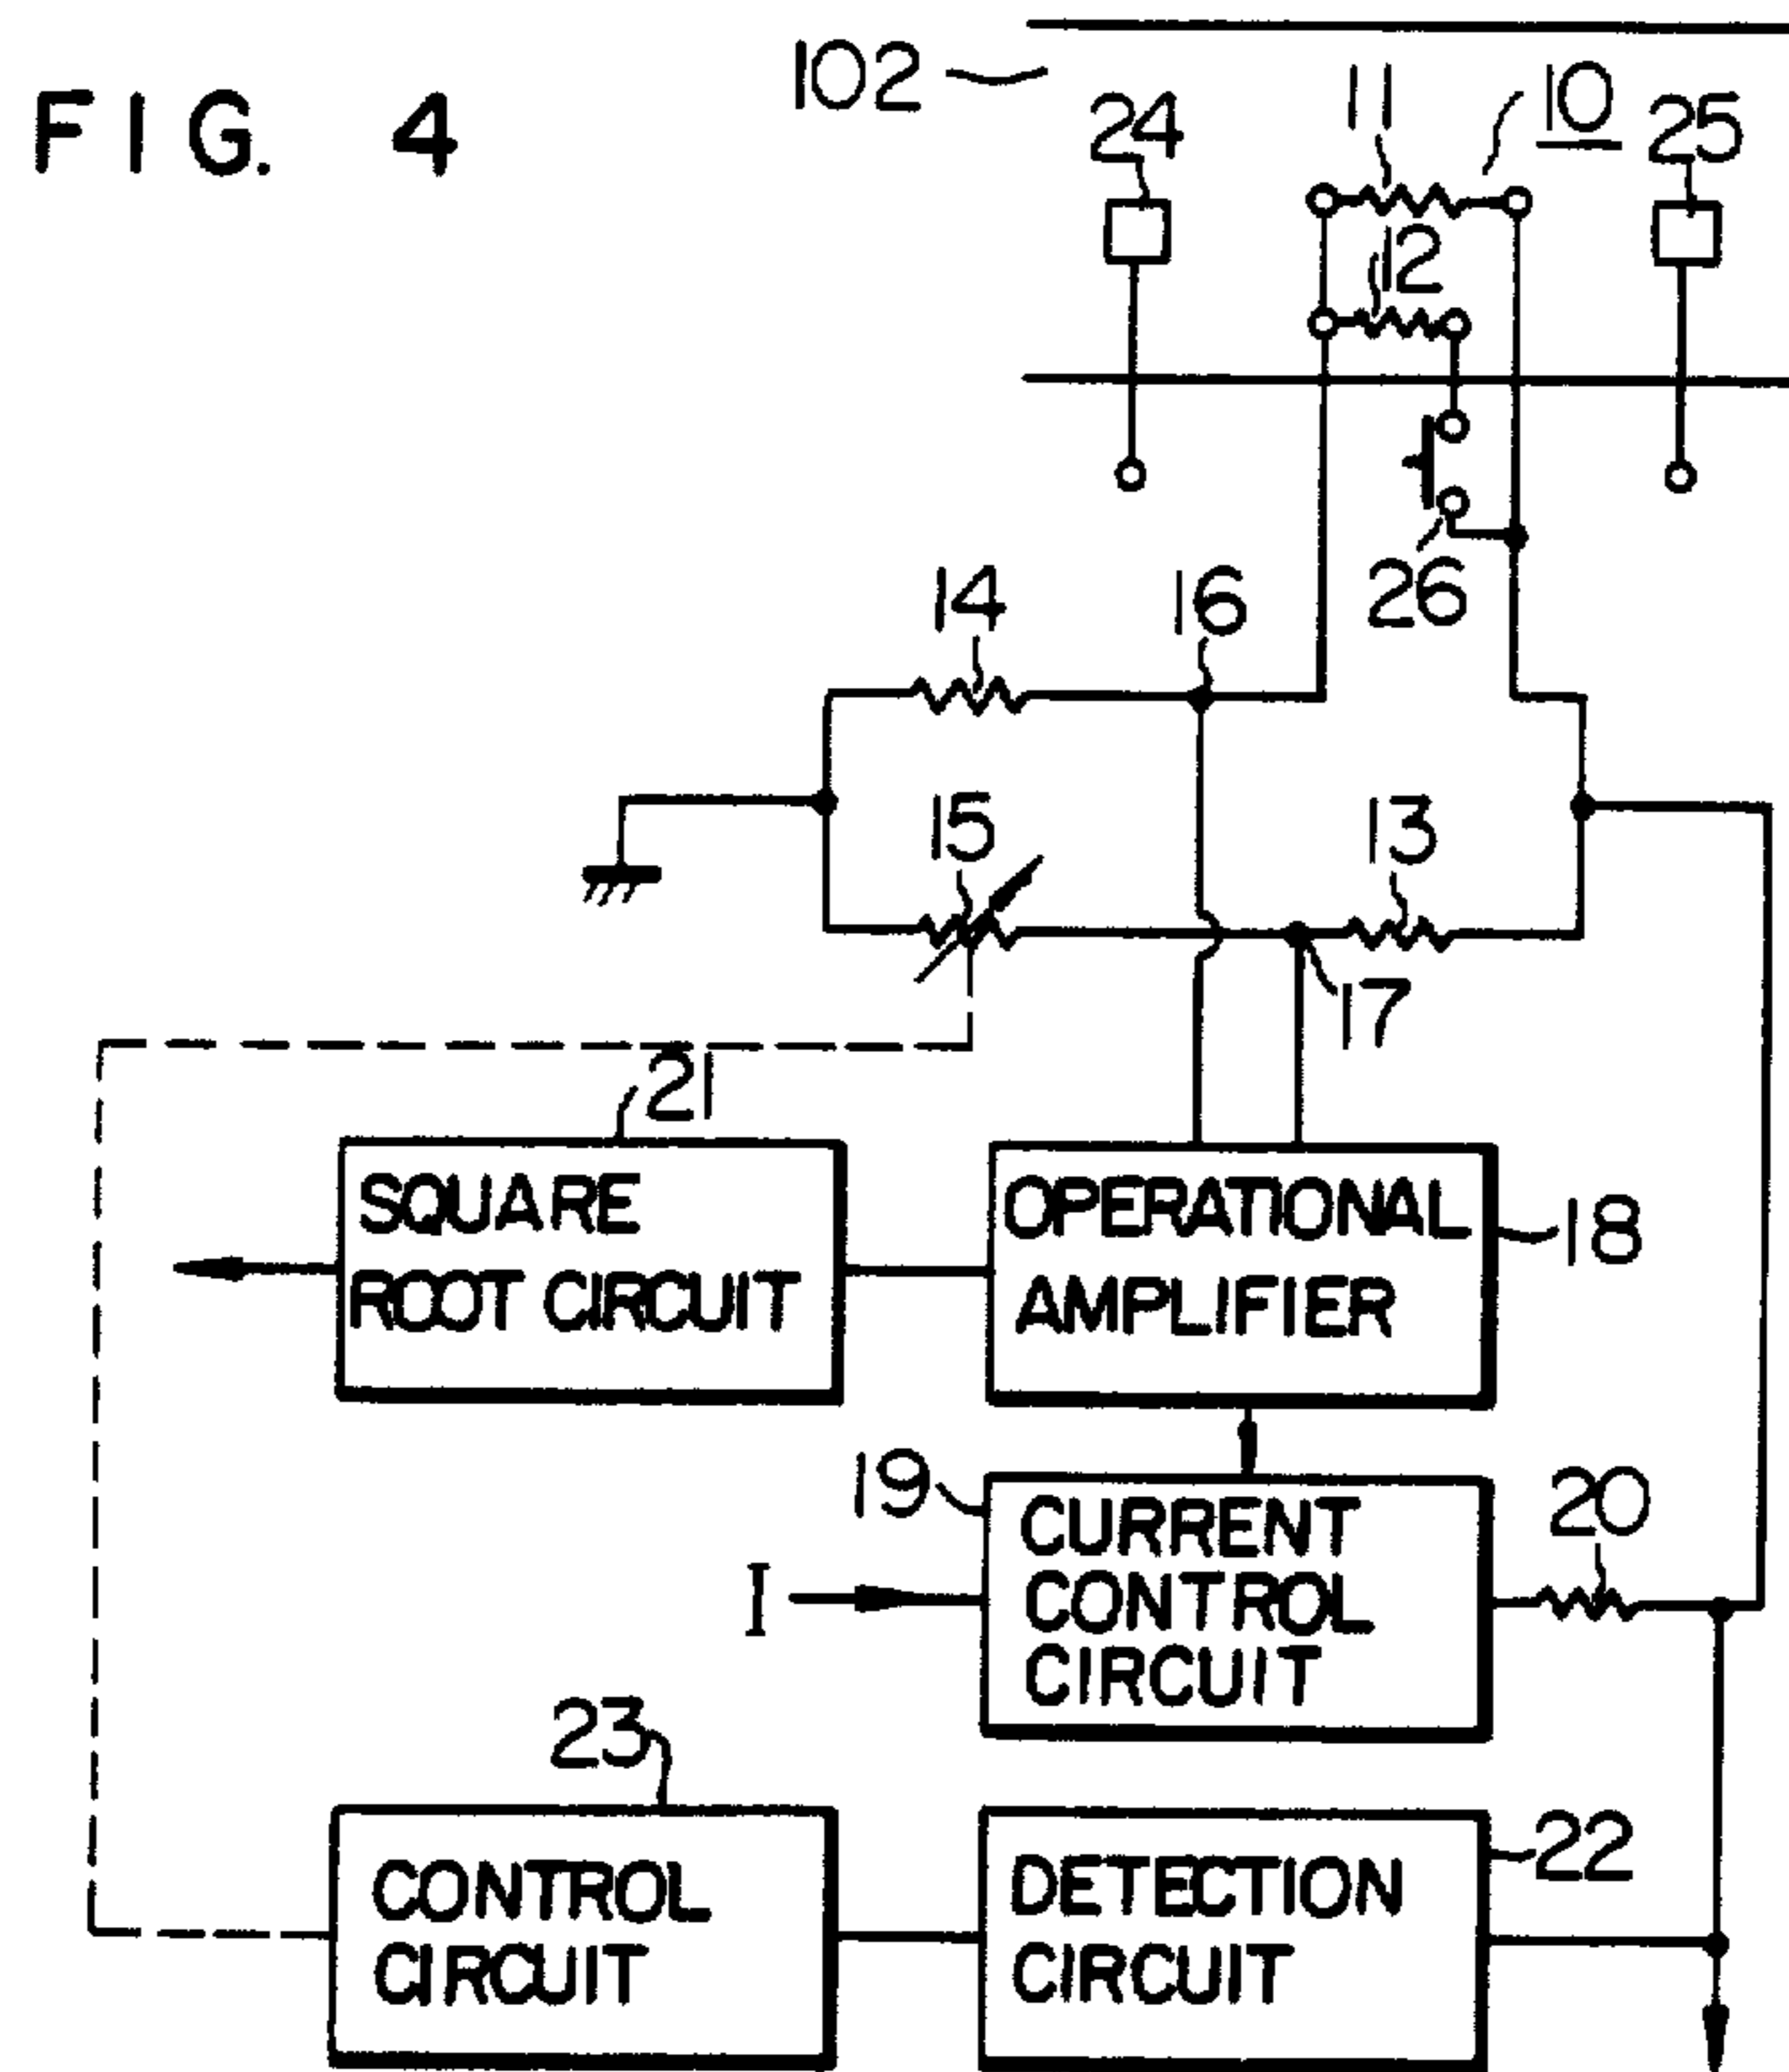 FIG. 4
102
24
11
10
25
12
26
14
16
15
13
17
21
SQUARE
ROOT CIRCUIT
OPERATIONAL
AMPLIFIER
18
19
CURRENT
CONTROL
CIRCUIT
20
I
23
CONTROL
CIRCUIT
DETECTION
CIRCUIT
22